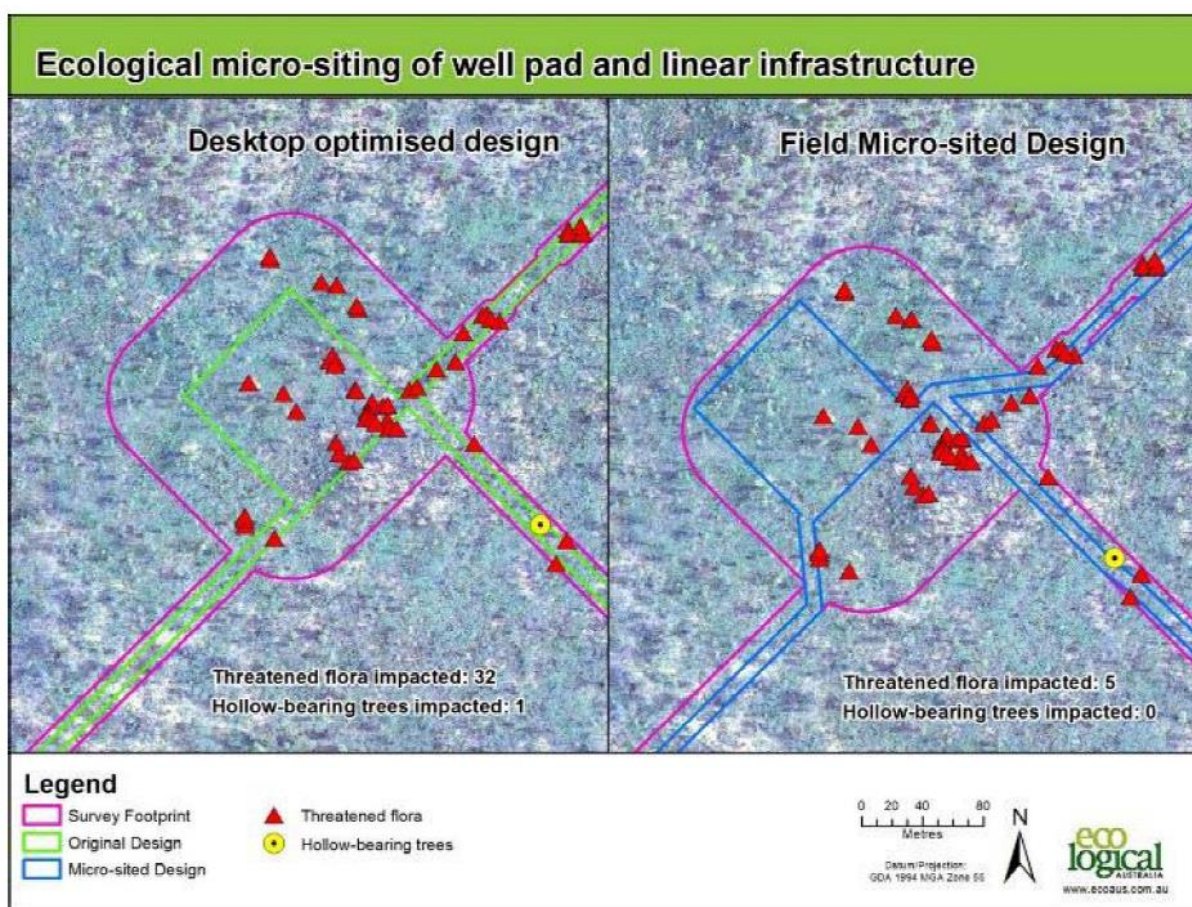 Ecological micro-siting of well pad and linear infrastructure
Desktop optimised design
Field Micro-sited Design
Threatened flora impacted: 32
Hollow-bearing trees impacted: 1
Threatened flora impacted: 5
Hollow-bearing trees impacted: 0
Legend
Survey Footprint
Original Design
Micro-sited Design
Threatened flora
Hollow-bearing trees
0 20 40 80
Metres
Datum/Projection:
GDA 1994 MGA Zone 55
N
eco
logical
AUSTRALIA
www.ecoaus.com.au